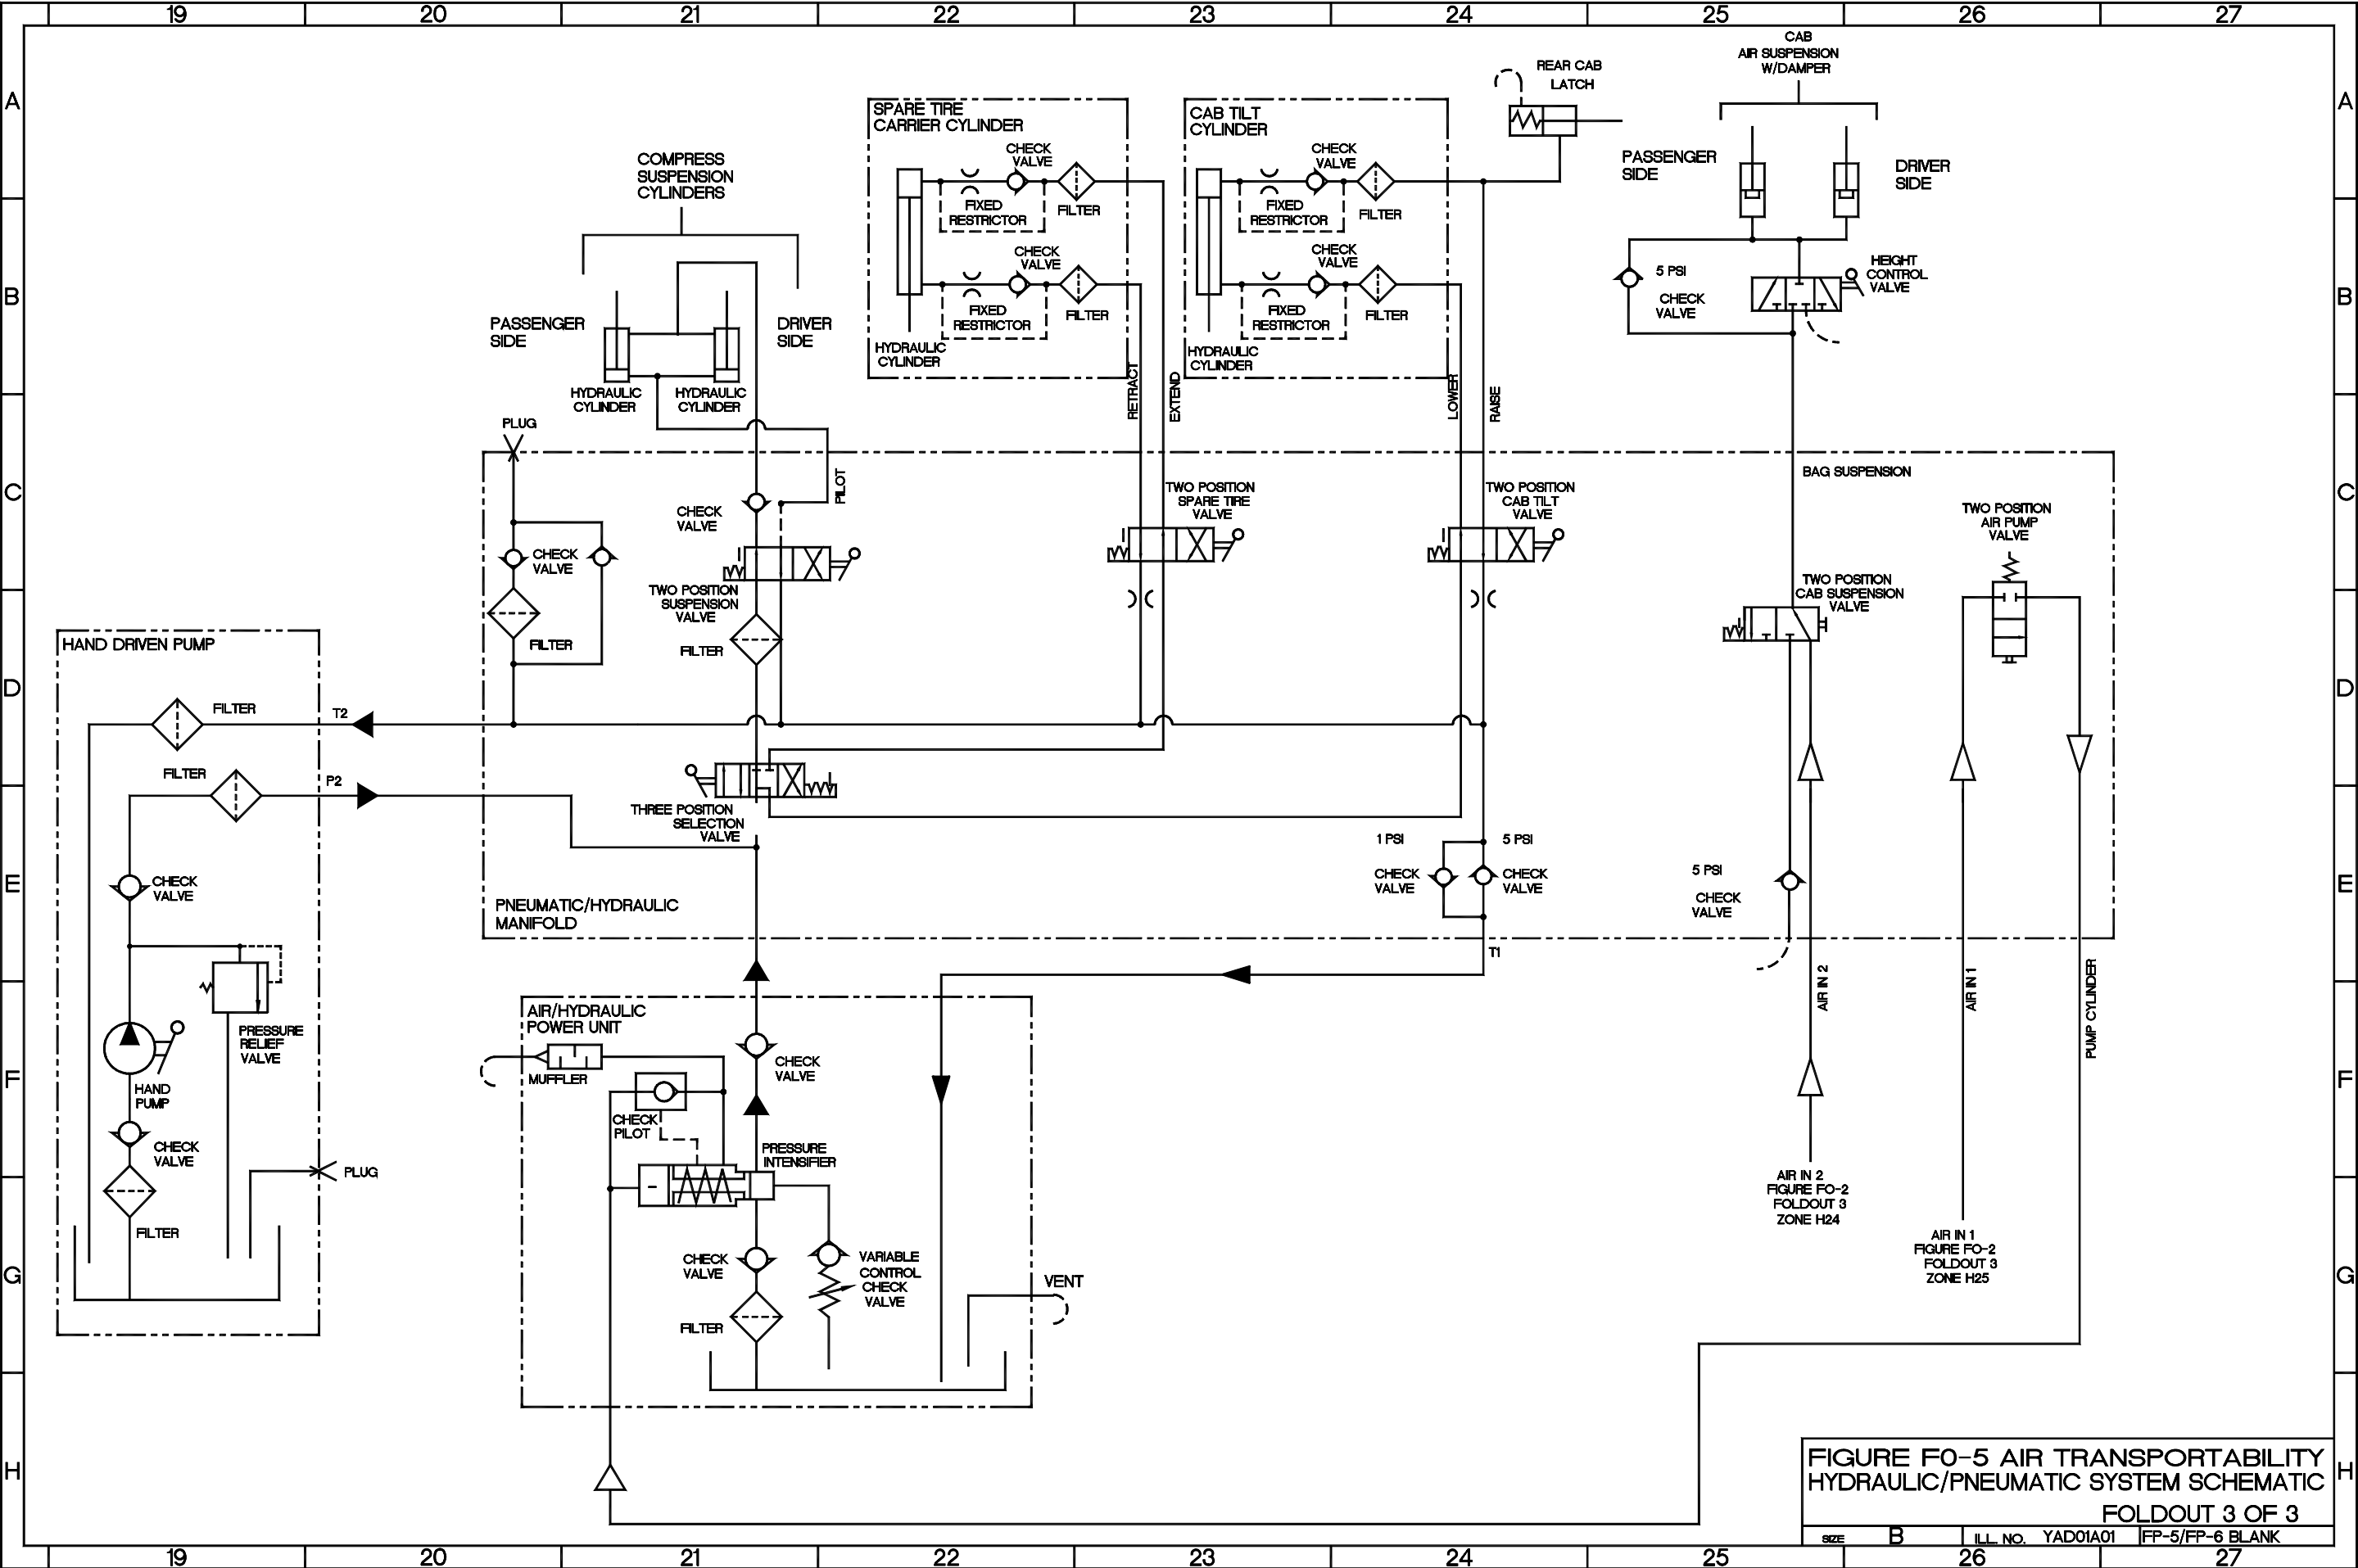 19 20 21 22 23 24 25 26 27
A
B
C
D
E
F
G
H
CAB
AIR SUSPENSION
W/DAMPER
REAR CAB
LATCH
PASSENGER
SIDE
DRIVER
SIDE
5 PSI
CHECK
VALVE
HEIGHT
CONTROL
VALVE
SPARE TIRE
CARRIER CYLINDER
CHECK
VALVE
FIXED
RESTRICTOR
FILTER
CHECK
VALVE
FIXED
RESTRICTOR
FILTER
HYDRAULIC
CYLINDER
RETRACT
EXTEND
CAB TILT
CYLINDER
CHECK
VALVE
FIXED
RESTRICTOR
FILTER
CHECK
VALVE
FIXED
RESTRICTOR
FILTER
HYDRAULIC
CYLINDER
LOWER
RAISE
COMPRESS
SUSPENSION
CYLINDERS
PASSENGER
SIDE
DRIVER
SIDE
HYDRAULIC
CYLINDER
HYDRAULIC
CYLINDER
PLUG
PILOT
CHECK
VALVE
CHECK
VALVE
FILTER
TWO POSITION
SUSPENSION
VALVE
FILTER
TWO POSITION
SPARE TIRE
VALVE
TWO POSITION
CAB TILT
VALVE
BAG SUSPENSION
TWO POSITION
AIR PUMP
VALVE
TWO POSITION
CAB SUSPENSION
VALVE
THREE POSITION
SELECTION
VALVE
1 PSI
CHECK
VALVE
5 PSI
CHECK
VALVE
5 PSI
CHECK
VALVE
PNEUMATIC/HYDRAULIC
MANIFOLD
T1
HAND DRIVEN PUMP
FILTER
T2
FILTER
P2
CHECK
VALVE
PRESSURE
RELIEF
VALVE
HAND
PUMP
CHECK
VALVE
FILTER
PLUG
AIR/HYDRAULIC
POWER UNIT
MUFFLER
CHECK
PILOT
CHECK
VALVE
PRESSURE
INTENSIFIER
CHECK
VALVE
FILTER
VARIABLE
CONTROL
CHECK
VALVE
VENT
AIR IN 2
AIR IN 1
PUMP CYLINDER
AIR IN 2
FIGURE FO-2
FOLDOUT 3
ZONE H24
AIR IN 1
FIGURE FO-2
FOLDOUT 3
ZONE H25
FIGURE FO-5 AIR TRANSPORTABILITY
HYDRAULIC/PNEUMATIC SYSTEM SCHEMATIC
FOLDOUT 3 OF 3
SIZE B ILL. NO. YAD01A01 FP-5/FP-6 BLANK
A
B
C
D
E
F
G
H
19 20 21 22 23 24 25 26 27